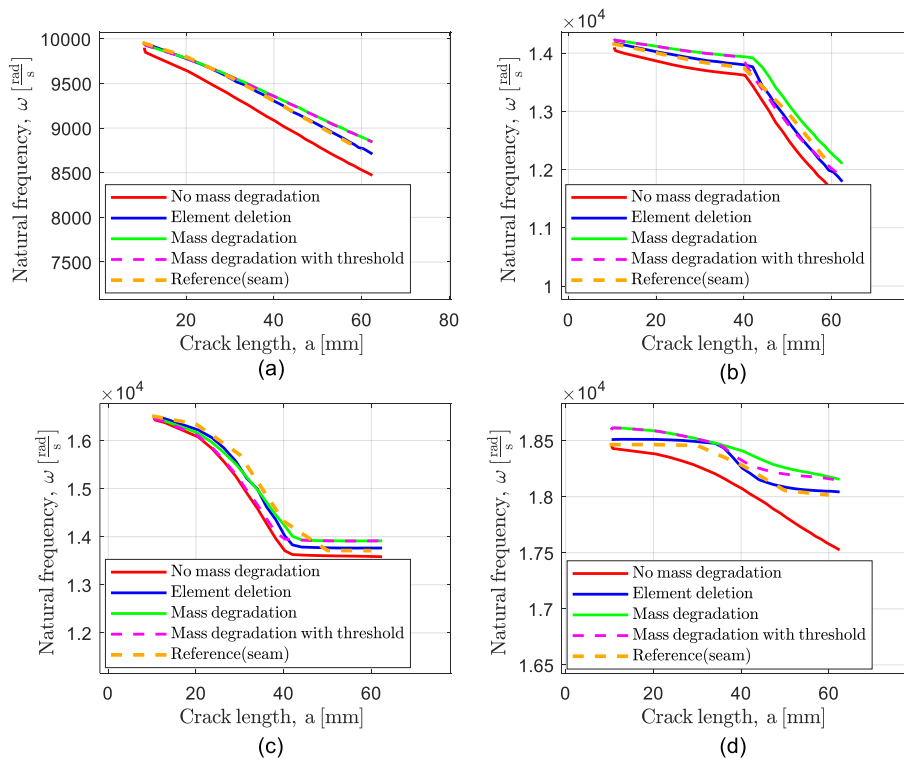 10000
9500
9000
8500
8000
7500
Natural frequency, ω [rad/s]
No mass degradation
Element deletion
Mass degradation
Mass degradation with threshold
Reference(seam)
20 40 60 80
Crack length, a [mm]
(a)
×10⁴
1.4
1.3
1.2
1.1
1
Natural frequency, ω [rad/s]
No mass degradation
Element deletion
Mass degradation
Mass degradation with threshold
Reference(seam)
0 20 40 60
Crack length, a [mm]
(b)
×10⁴
1.6
1.5
1.4
1.3
1.2
Natural frequency, ω [rad/s]
No mass degradation
Element deletion
Mass degradation
Mass degradation with threshold
Reference(seam)
0 20 40 60
Crack length, a [mm]
(c)
×10⁴
1.85
1.8
1.75
1.7
1.65
Natural frequency, ω [rad/s]
No mass degradation
Element deletion
Mass degradation
Mass degradation with threshold
Reference(seam)
0 20 40 60
Crack length, a [mm]
(d)